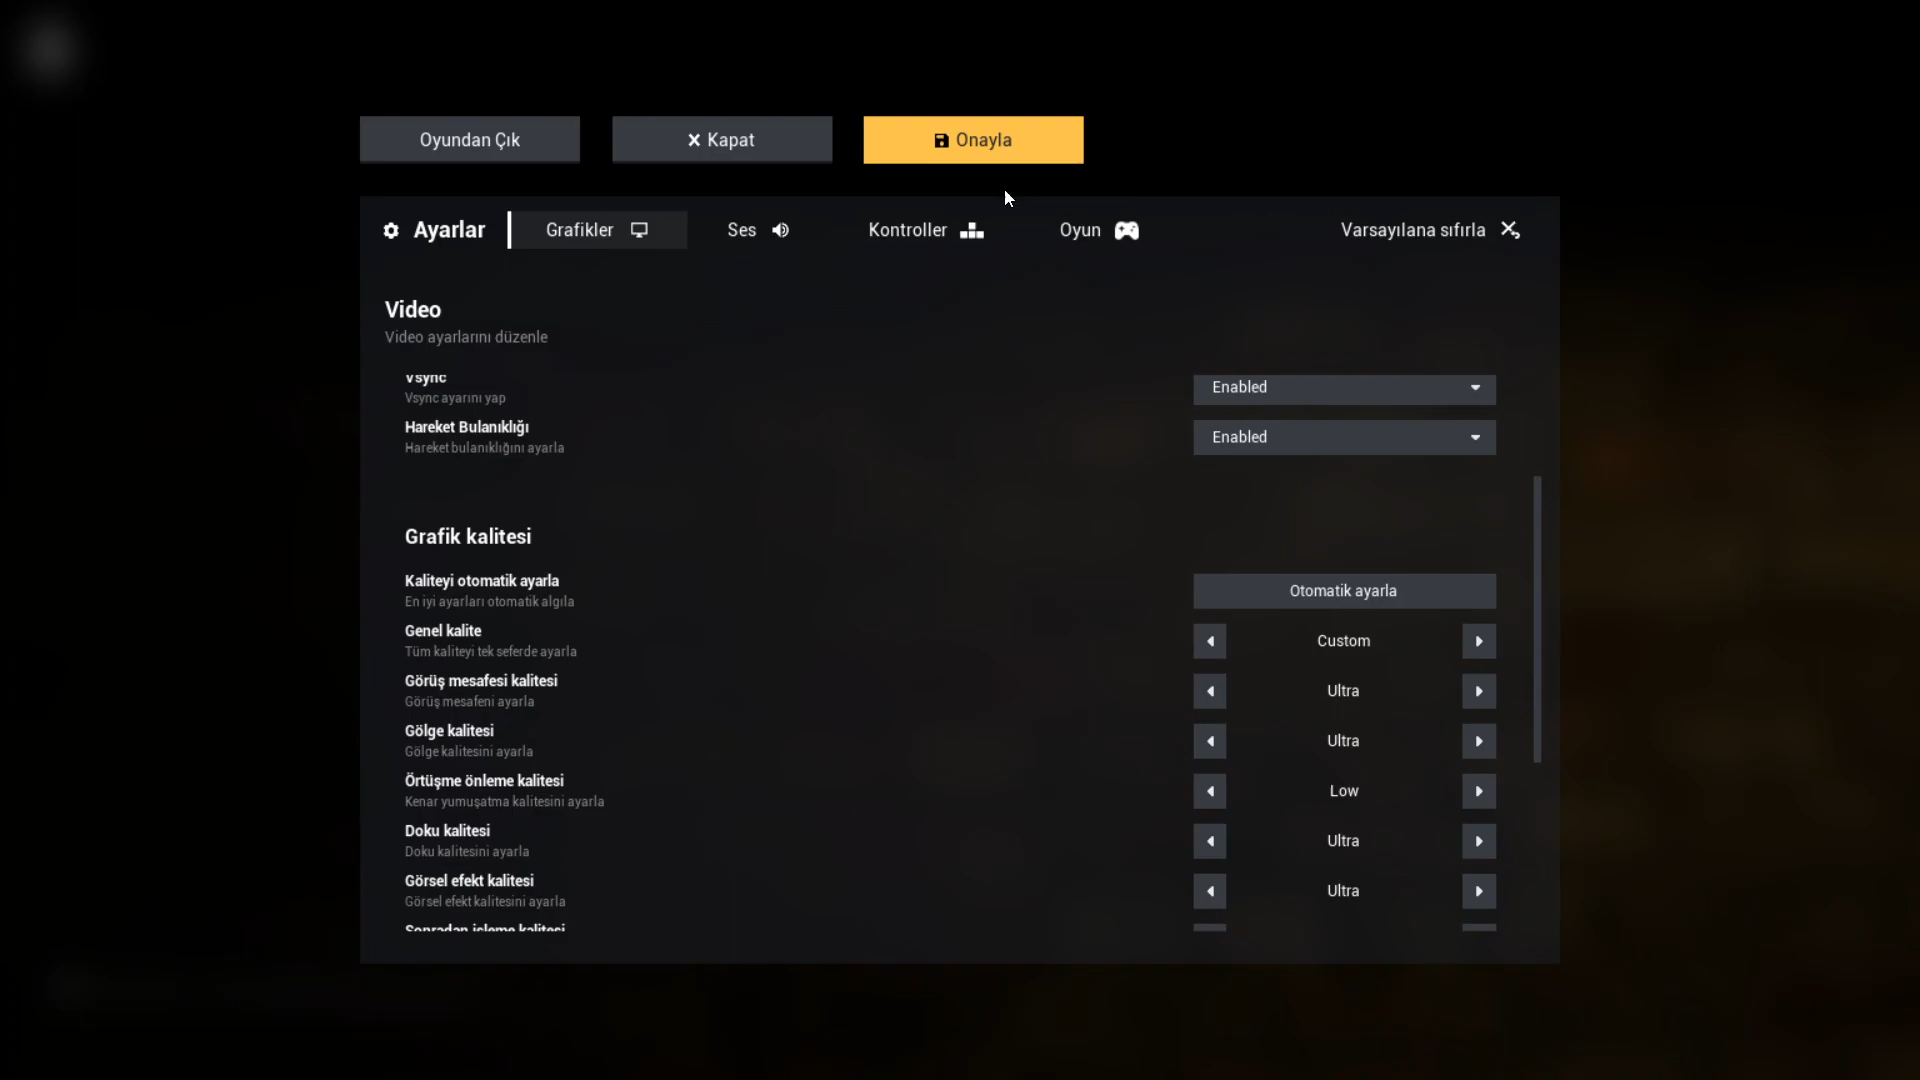 Oyundan Çık
Kapat
Onayla
Ayarlar
Grafikler
Ses
Kontroller
Oyun
Varsayılana sıfırla
Video
Video ayarlarını düzenle
Vsync
Enabled
Vsync ayarını yap
Hareket Bulanıklığı
Enabled
Hareket bulanıklığını ayarla
Grafik kalitesi
Kaliteyi otomatik ayarla
Otomatik ayarla
En iyi ayarları otomatik algıla
Genel kalite
Custom
Tüm kaliteyi tek seferde ayarla
Görüş mesafesi kalitesi
Ultra
Görüş mesafeni ayarla
Gölge kalitesi
Ultra
Gölge kalitesini ayarla
Örtüşme önleme kalitesi
Low
Kenar yumuşatma kalitesini ayarla
Doku kalitesi
Ultra
Doku kalitesini ayarla
Görsel efekt kalitesi
Ultra
Görsel efekt kalitesini ayarla
Sonradan işleme kalitesi